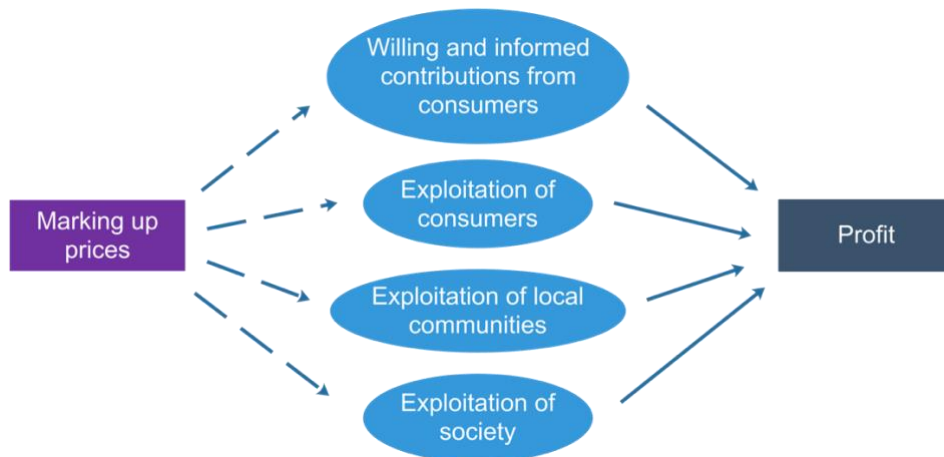 Willing and informed
contributions from
consumers
Exploitation of
consumers
Marking up
prices
Profit
Exploitation of local
communities
Exploitation of
society